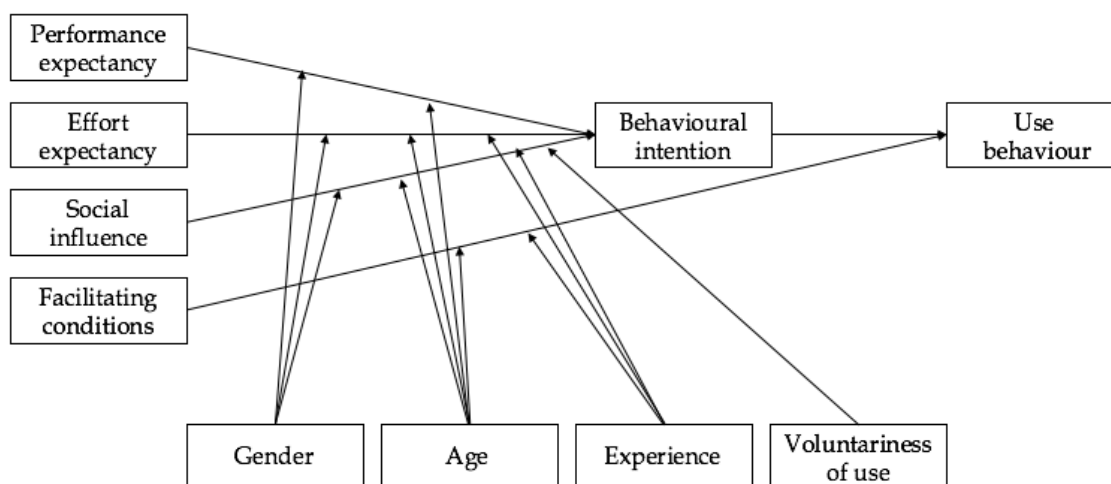 Performance
expectancy
Effort
expectancy
Behavioural
intention
Use
behaviour
Social
influence
Facilitating
conditions
Gender
Age
Experience
Voluntariness
of use